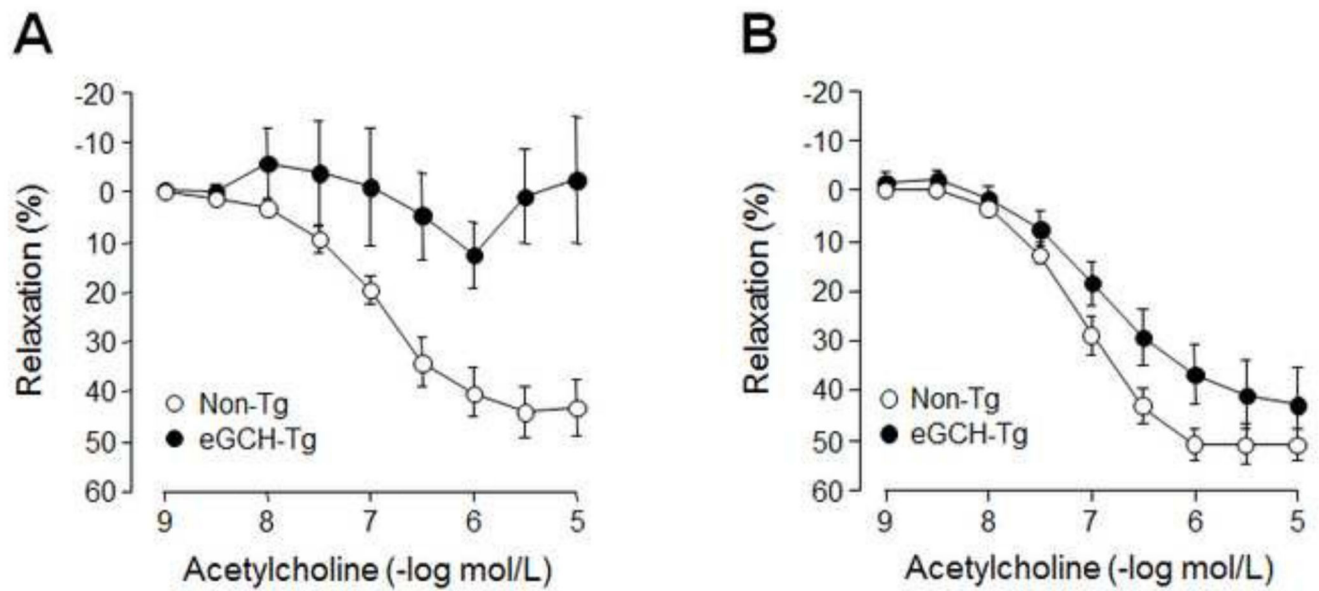 A
-20
-10
0
10
20
30
40
50
60
Relaxation (%)
Non-Tg
eGCH-Tg
9 8 7 6 5
Acetylcholine (-log mol/L)
B
-20
-10
0
10
20
30
40
50
60
Relaxation (%)
Non-Tg
eGCH-Tg
9 8 7 6 5
Acetylcholine (-log mol/L)